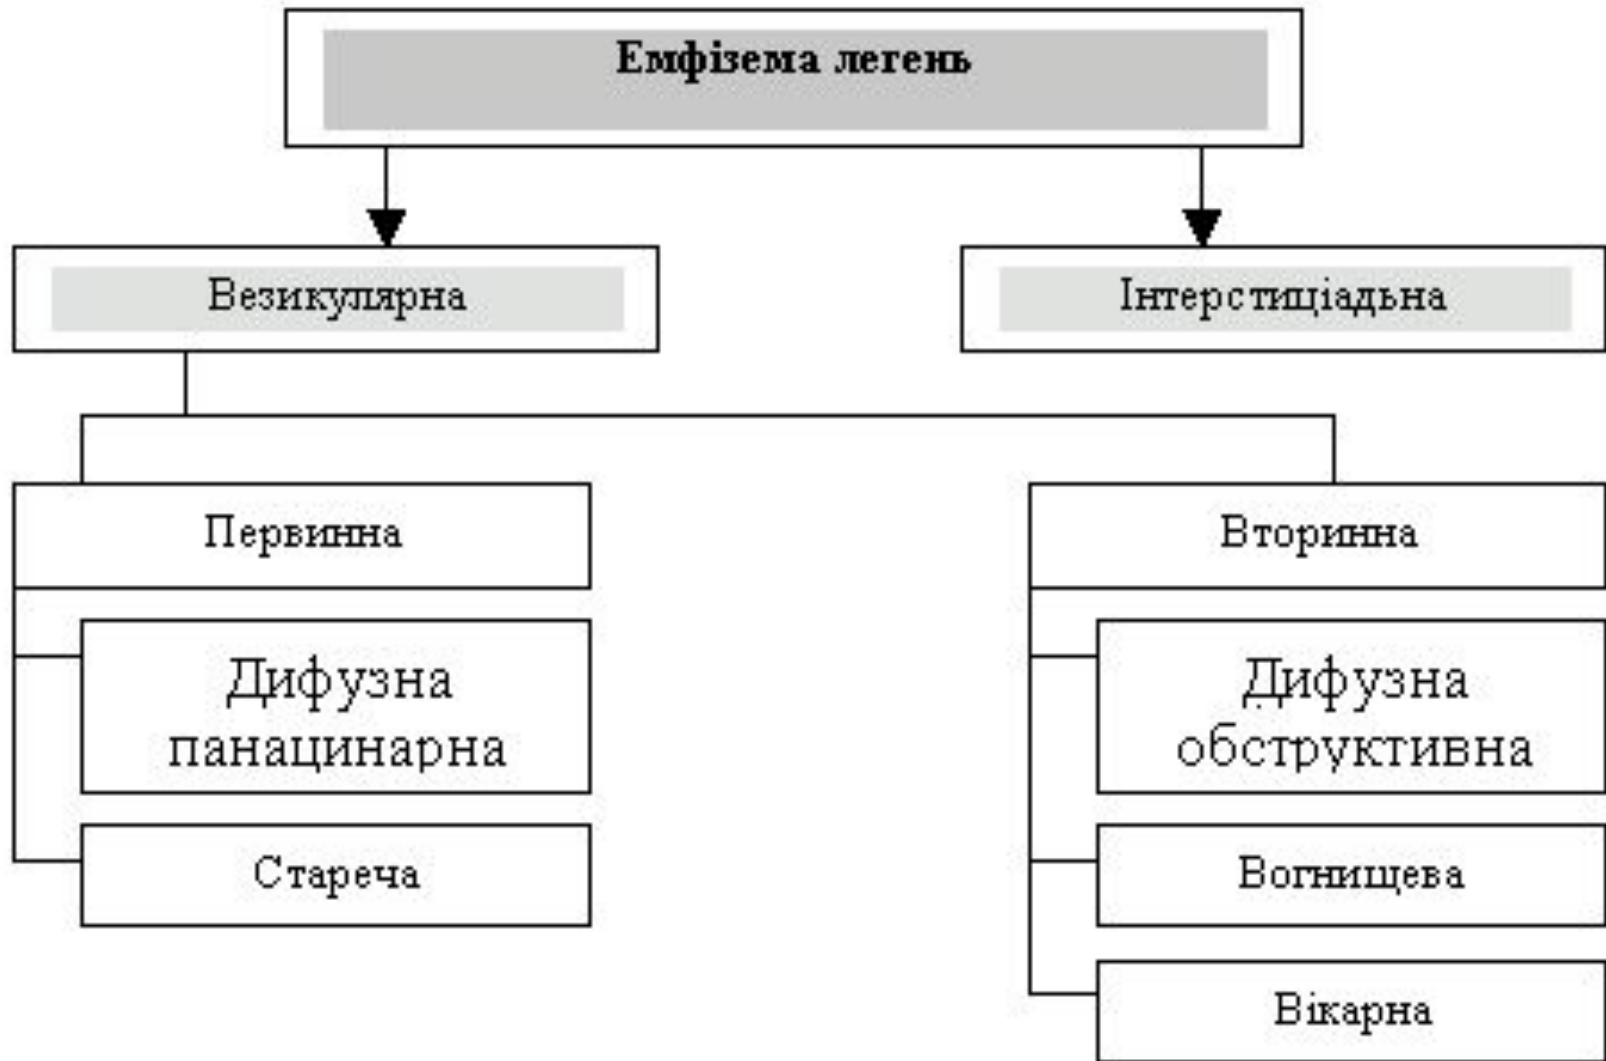 Емфізема легень
Везикулярна
Інтерстиціадьна
Первинна
Вторинна
Дифузна
панацинарна
Дифузна
обструктивна
Стареча
Вогнищева
Вікарна